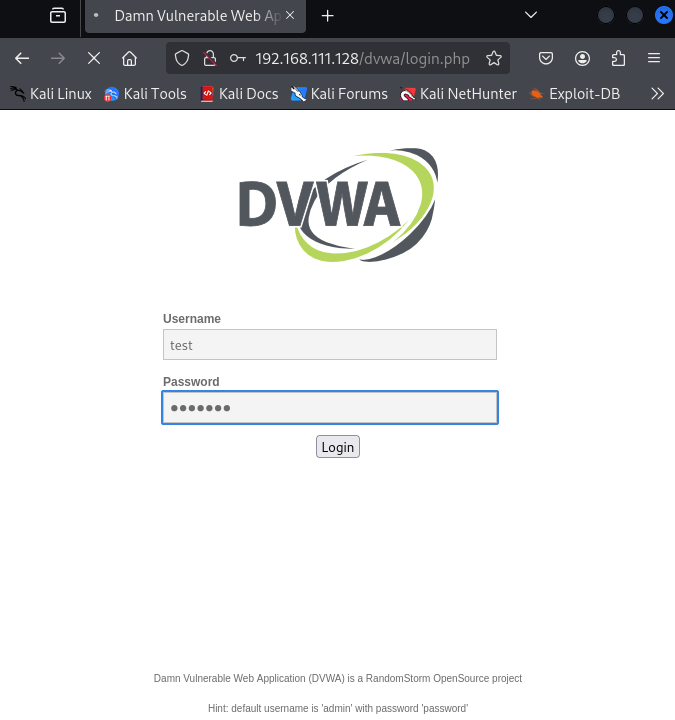 Damn Vulnerable Web Ap
192.168.111.128/dvwa/login.php
Kali Linux Kali Tools Kali Docs Kali Forums Kali NetHunter Exploit-DB
DVWA
Username
test
Password
●●●●●●●
Login
Damn Vulnerable Web Application (DVWA) is a RandomStorm OpenSource project
Hint: default username is 'admin' with password 'password'